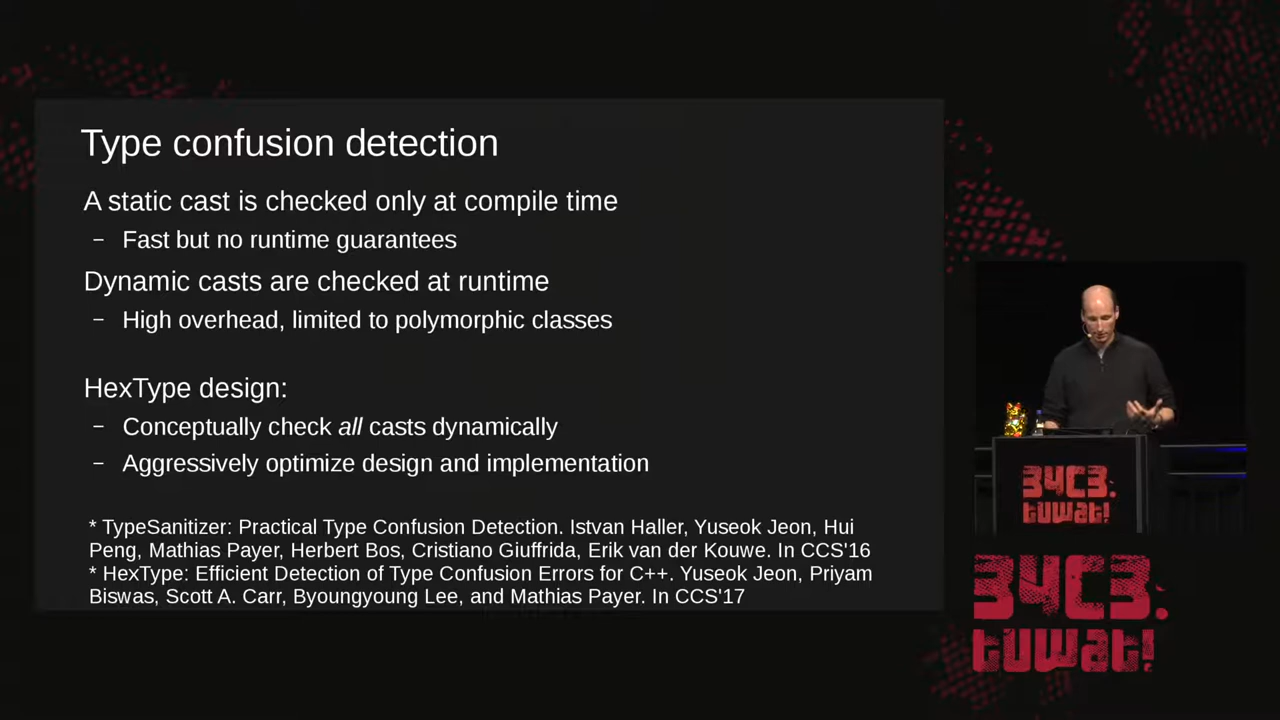 Type confusion detection
A static cast is checked only at compile time
– Fast but no runtime guarantees
Dynamic casts are checked at runtime
– High overhead, limited to polymorphic classes
HexType design:
– Conceptually check all casts dynamically
– Aggressively optimize design and implementation
* TypeSanitizer: Practical Type Confusion Detection. Istvan Haller, Yuseok Jeon, Hui
Peng, Mathias Payer, Herbert Bos, Cristiano Giuffrida, Erik van der Kouwe. In CCS'16
* HexType: Efficient Detection of Type Confusion Errors for C++. Yuseok Jeon, Priyam
Biswas, Scott A. Carr, Byoungyoung Lee, and Mathias Payer. In CCS'17
34C3.
tuwat!
34C3.
tuwat!